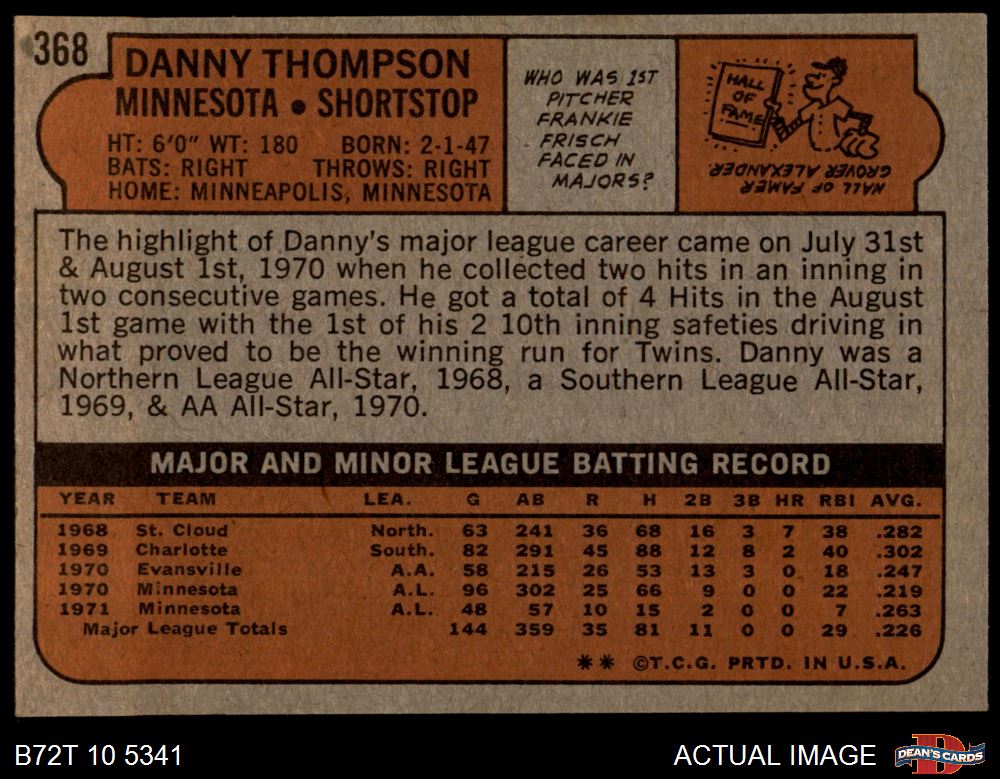 368
DANNY THOMPSON
MINNESOTA • SHORTSTOP
HT: 6'0" WT: 180 BORN: 2-1-47
BATS: RIGHT THROWS: RIGHT
HOME: MINNEAPOLIS, MINNESOTA
WHO WAS 1ST
PITCHER
FRANKIE
FRISCH
FACED IN
MAJORS?
HALL
OF
FAME
HALL OF FAMER
GROVER ALEXANDER.
The highlight of Danny's major league career came on July 31st
& August 1st, 1970 when he collected two hits in an inning in
two consecutive games. He got a total of 4 Hits in the August
1st game with the 1st of his 2 10th inning safeties driving in
what proved to be the winning run for Twins. Danny was a
Northern League All-Star, 1968, a Southern League All-Star,
1969, & AA All-Star, 1970.
MAJOR AND MINOR LEAGUE BATTING RECORD
YEAR TEAM LEA. G AB R H 2B 3B HR RBI AVG.
1968 St. Cloud North. 63 241 36 68 16 3 7 38 .282
1969 Charlotte South. 82 291 45 88 12 8 2 40 .302
1970 Evansville A.A. 58 215 26 53 13 3 0 18 .247
1970 Minnesota A.L. 96 302 25 66 9 0 0 22 .219
1971 Minnesota A.L. 48 57 10 15 2 0 0 7 .263
Major League Totals 144 359 35 81 11 0 0 29 .226
** ©T.C.G. PRTD. IN U.S.A.
B72T 10 5341
ACTUAL IMAGE
DEAN'S CARDS